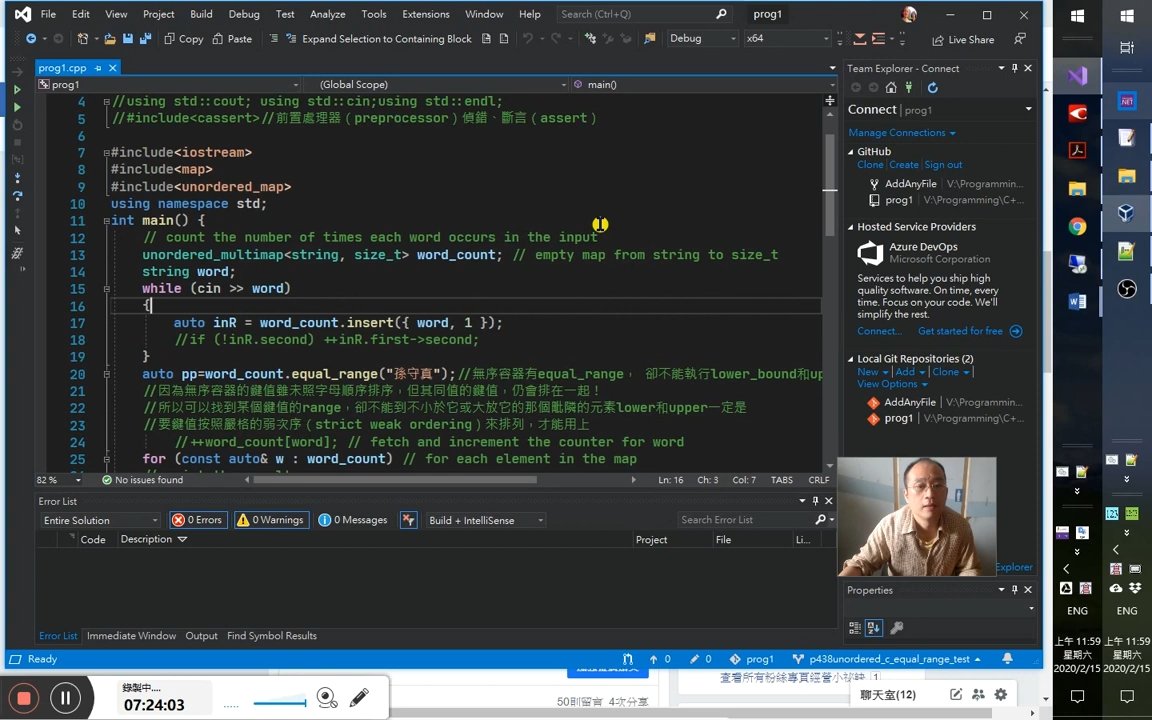 File Edit View Project Build Debug Test Analyze Tools Extensions Window Help Search (Ctrl+Q) prog1
Copy Paste Expand Selection to Containing Block Debug x64 Live Share
prog1.cpp
prog1 (Global Scope) main()
4 //using std::cout; using std::cin;using std::endl;
5 //#include<cassert>//前置處理器(preprocessor)偵錯、斷言(assert)
6
7 #include<iostream>
8 #include<map>
9 #include<unordered_map>
10 using namespace std;
11 int main() {
12 // count the number of times each word occurs in the input
13 unordered_multimap<string, size_t> word_count; // empty map from string to size_t
14 string word;
15 while (cin >> word)
16 {
17 auto inR = word_count.insert({ word, 1 });
18 //if (!inR.second) ++inR.first->second;
19 }
20 auto pp=word_count.equal_range("孫守真");//無序容器有equal_range, 卻不能執行lower_bound和up
21 //因為無序容器的鍵值雖未照字母順序排序,但其同值的鍵值,仍會排在一起!
22 //所以可以找到某個鍵值的range,卻不能到不小於它或大放它的那個毗隣的元素lower和upper一定是
23 //要鍵值按照嚴格的弱次序(strict weak ordering)來排列,才能用上
24 //++word_count[word]; // fetch and increment the counter for word
25 for (const auto& w : word_count) // for each element in the map
82 % No issues found Ln: 16 Ch: 3 Col: 7 TABS CRLF
Team Explorer - Connect
Connect prog1
Manage Connections
GitHub
Clone Create Sign out
AddAnyFile V:\Programmin...
prog1 V:\Programming\C+...
Hosted Service Providers
Azure DevOps
Microsoft Corporation
Services to help you ship high
quality applications. On time, every
time. Focus on your code. We'll
simplify the rest.
Connect... Get started for free
Local Git Repositories (2)
New Add Clone
View Options
AddAnyFile V:\Programming\C+...
prog1 V:\Programming\C+...
Explorer
Properties
Error List
Entire Solution 0 Errors 0 Warnings 0 Messages Build + IntelliSense Search Error List
Code Description Project File Li...
Error List Immediate Window Output Find Symbol Results
Ready 0 0 prog1 p438unordered_c_equal_range_test
錄製中....
07:24:03
50則留言 4次分享
查看所有粉絲專頁經營小祕訣
聊天室(12)
ENG
上午 11:59
星期六
2020/2/15
ENG
上午 11:59
星期六
2020/2/15